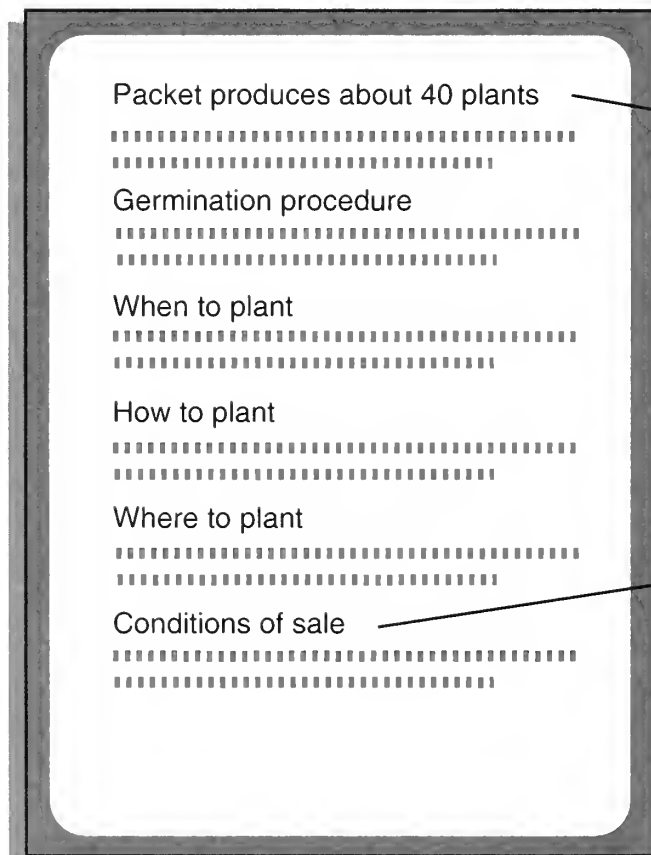 Packet produces about 40 plants
Germination procedure
When to plant
How to plant
Where to plant
Conditions of sale